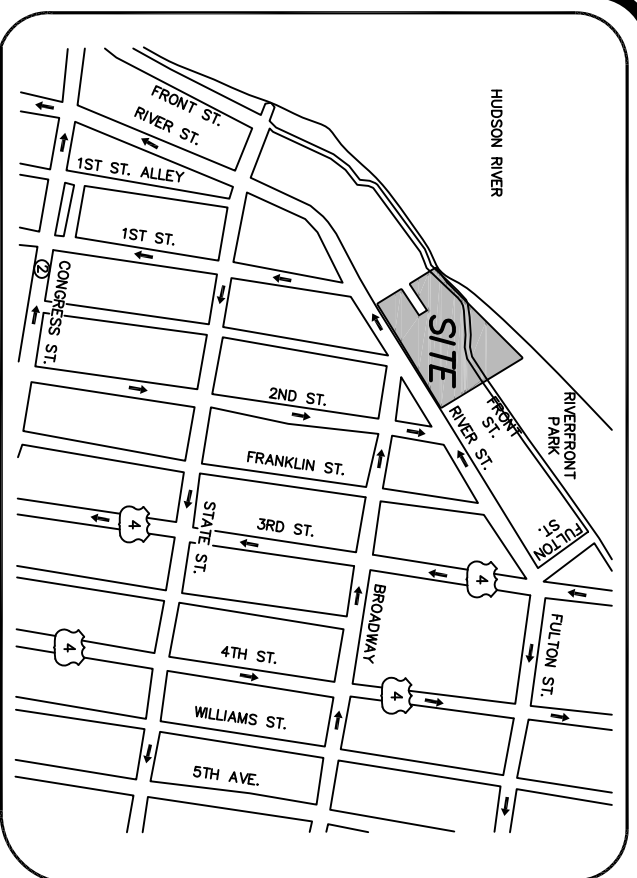 HUDSON RIVER
FRONT ST.
RIVER ST.
1ST ST. ALLEY
1ST ST.
2
CONGRESS ST.
SITE
RIVERFRONT
PARK
FRONT
ST.
RIVER ST.
2ND ST.
FRANKLIN ST.
3RD ST.
STATE ST.
4
4
FULTON
ST.
BROADWAY
FULTON ST.
4TH ST.
4
4
WILLIAMS ST.
5TH AVE.